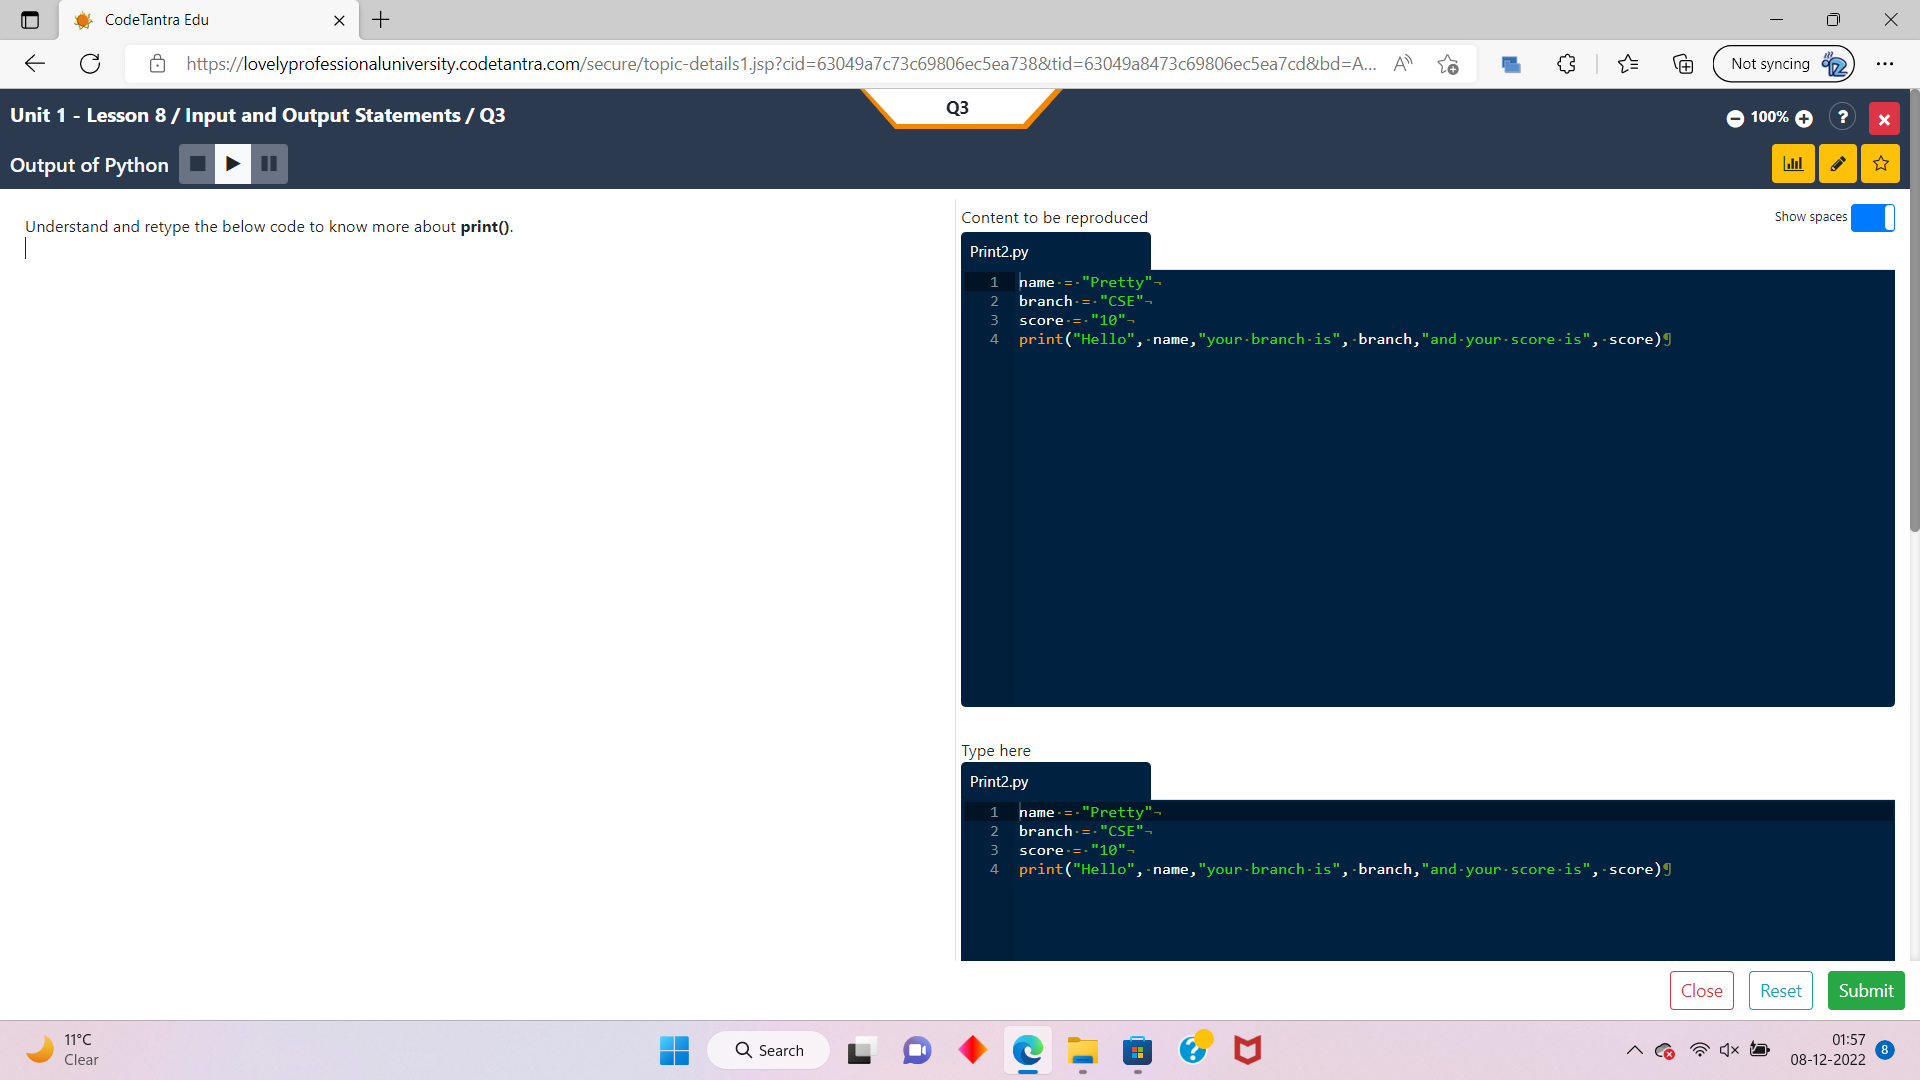 CodeTantra Edu
https://lovelyprofessionaluniversity.codetantra.com/secure/topic-details1.jsp?cid=63049a7c73c69806ec5ea738&tid=63049a8473c69806ec5ea7cd&bd=A...
Not syncing
Unit 1 - Lesson 8 / Input and Output Statements / Q3
Q3
100%
?
Output of Python
Understand and retype the below code to know more about print().
Content to be reproduced
Show spaces
Print2.py
1 name·=·"Pretty"¬
2 branch·=·"CSE"¬
3 score·=·"10"¬
4 print("Hello",·name,"your·branch·is",·branch,"and·your·score·is",·score)¶
Type here
Print2.py
1 name·=·"Pretty"¬
2 branch·=·"CSE"¬
3 score·=·"10"¬
4 print("Hello",·name,"your·branch·is",·branch,"and·your·score·is",·score)¶
Close Reset Submit
11°C
Clear
Search
01:57
08-12-2022
8